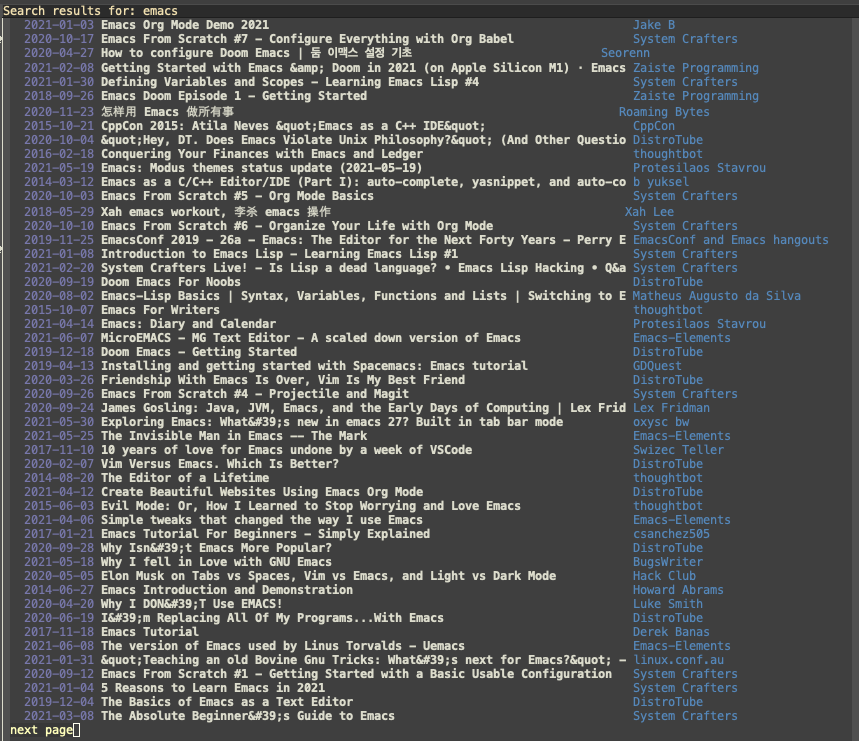 Search results for: emacs
2021-01-03 Emacs Org Mode Demo 2021 Jake B
2020-10-17 Emacs From Scratch #7 - Configure Everything with Org Babel System Crafters
2020-04-27 How to configure Doom Emacs | 둠 이맥스 설정 기초 Seorenn
2021-02-08 Getting Started with Emacs &amp; Doom in 2021 (on Apple Silicon M1) · Emacs Zaiste Programming
2021-01-30 Defining Variables and Scopes - Learning Emacs Lisp #4 System Crafters
2018-09-26 Emacs Doom Episode 1 - Getting Started Zaiste Programming
2020-11-23 怎样用 Emacs 做所有事 Roaming Bytes
2015-10-21 CppCon 2015: Atila Neves &quot;Emacs as a C++ IDE&quot; CppCon
2020-10-04 &quot;Hey, DT. Does Emacs Violate Unix Philosophy?&quot; (And Other Questio DistroTube
2016-02-18 Conquering Your Finances with Emacs and Ledger thoughtbot
2021-05-19 Emacs: Modus themes status update (2021-05-19) Protesilaos Stavrou
2014-03-12 Emacs as a C/C++ Editor/IDE (Part I): auto-complete, yasnippet, and auto-co b yuksel
2020-10-03 Emacs From Scratch #5 - Org Mode Basics System Crafters
2018-05-29 Xah emacs workout, 李杀 emacs 操作 Xah Lee
2020-10-10 Emacs From Scratch #6 - Organize Your Life with Org Mode System Crafters
2019-11-25 EmacsConf 2019 - 26a - Emacs: The Editor for the Next Forty Years - Perry E EmacsConf and Emacs hangouts
2021-01-08 Introduction to Emacs Lisp - Learning Emacs Lisp #1 System Crafters
2021-02-20 System Crafters Live! - Is Lisp a dead language? • Emacs Lisp Hacking • Q&a System Crafters
2020-09-19 Doom Emacs For Noobs DistroTube
2020-08-02 Emacs-Lisp Basics | Syntax, Variables, Functions and Lists | Switching to E Matheus Augusto da Silva
2015-10-07 Emacs For Writers thoughtbot
2021-04-14 Emacs: Diary and Calendar Protesilaos Stavrou
2021-06-07 MicroEMACS - MG Text Editor - A scaled down version of Emacs Emacs-Elements
2019-12-18 Doom Emacs - Getting Started DistroTube
2019-04-13 Installing and getting started with Spacemacs: Emacs tutorial GDQuest
2020-03-26 Friendship With Emacs Is Over, Vim Is My Best Friend DistroTube
2020-09-26 Emacs From Scratch #4 - Projectile and Magit System Crafters
2020-09-24 James Gosling: Java, JVM, Emacs, and the Early Days of Computing | Lex Frid Lex Fridman
2021-05-30 Exploring Emacs: What&#39;s new in emacs 27? Built in tab bar mode oxysc bw
2021-05-25 The Invisible Man in Emacs -- The Mark Emacs-Elements
2017-11-10 10 years of love for Emacs undone by a week of VSCode Swizec Teller
2020-02-07 Vim Versus Emacs. Which Is Better? DistroTube
2014-08-20 The Editor of a Lifetime thoughtbot
2021-04-12 Create Beautiful Websites Using Emacs Org Mode DistroTube
2015-06-03 Evil Mode: Or, How I Learned to Stop Worrying and Love Emacs thoughtbot
2021-04-06 Simple tweaks that changed the way I use Emacs Emacs-Elements
2017-01-21 Emacs Tutorial For Beginners - Simply Explained csanchez505
2020-09-28 Why Isn&#39;t Emacs More Popular? DistroTube
2021-05-18 Why I fell in Love with GNU Emacs BugsWriter
2020-05-05 Elon Musk on Tabs vs Spaces, Vim vs Emacs, and Light vs Dark Mode Hack Club
2014-06-27 Emacs Introduction and Demonstration Howard Abrams
2020-04-20 Why I DON&#39;T Use EMACS! Luke Smith
2020-06-19 I&#39;m Replacing All Of My Programs...With Emacs DistroTube
2017-11-18 Emacs Tutorial Derek Banas
2021-06-08 The version of Emacs used by Linus Torvalds - Uemacs Emacs-Elements
2021-01-31 &quot;Teaching an old Bovine Gnu Tricks: What&#39;s next for Emacs?&quot; - linux.conf.au
2020-09-12 Emacs From Scratch #1 - Getting Started with a Basic Usable Configuration System Crafters
2021-01-04 5 Reasons to Learn Emacs in 2021 System Crafters
2019-12-04 The Basics of Emacs as a Text Editor DistroTube
2021-03-08 The Absolute Beginner&#39;s Guide to Emacs System Crafters
next page